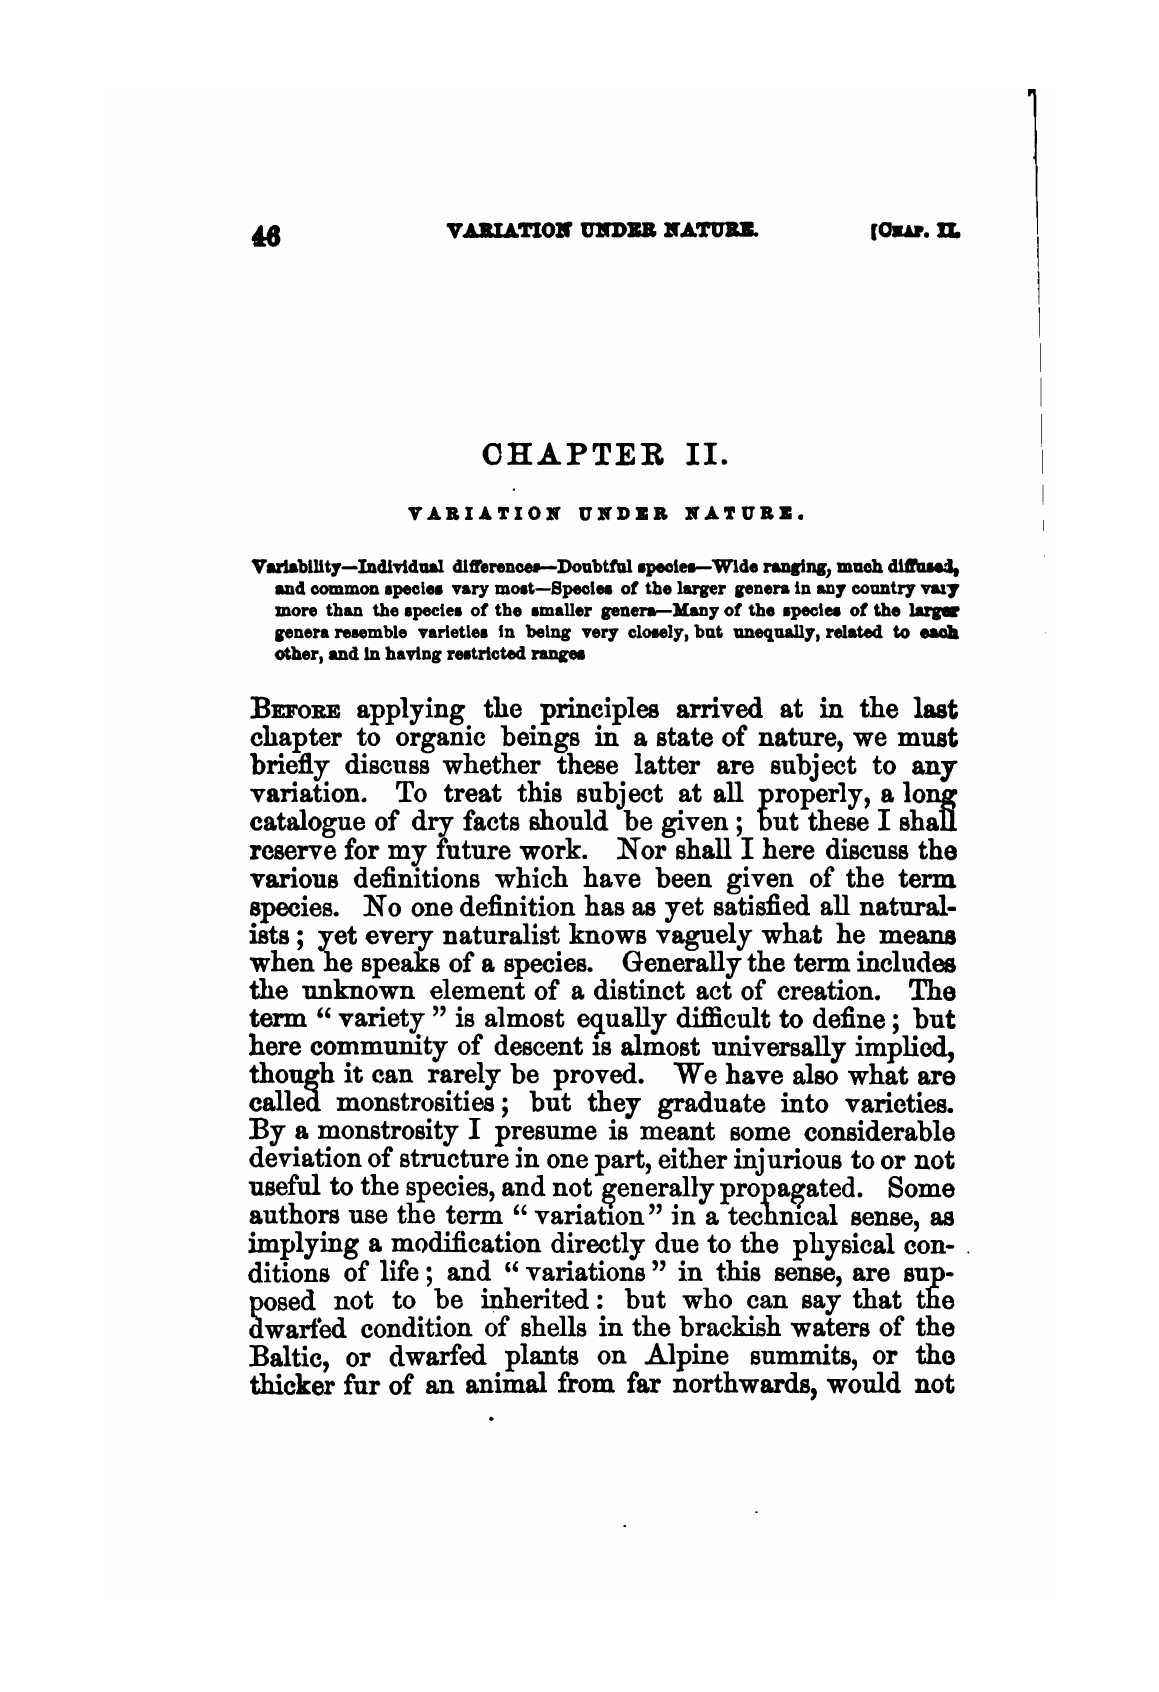 46 VARIATION UNDER NATURE. [CHAP. II.
CHAPTER II.
VARIATION UNDER NATURE.
Variability—Individual differences—Doubtful species—Wide ranging, much diffused,
and common species vary most—Species of the larger genera in any country vary
more than the species of the smaller genera—Many of the species of the larger
genera resemble varieties in being very closely, but unequally, related to each
other, and in having restricted ranges
BEFORE applying the principles arrived at in the last
chapter to organic beings in a state of nature, we must
briefly discuss whether these latter are subject to any
variation. To treat this subject at all properly, a long
catalogue of dry facts should be given; but these I shall
reserve for my future work. Nor shall I here discuss the
various definitions which have been given of the term
species. No one definition has as yet satisfied all natural-
ists; yet every naturalist knows vaguely what he means
when he speaks of a species. Generally the term includes
the unknown element of a distinct act of creation. The
term “variety” is almost equally difficult to define; but
here community of descent is almost universally implied,
though it can rarely be proved. We have also what are
called monstrosities; but they graduate into varieties.
By a monstrosity I presume is meant some considerable
deviation of structure in one part, either injurious to or not
useful to the species, and not generally propagated. Some
authors use the term “variation” in a technical sense, as
implying a modification directly due to the physical con-
ditions of life; and “variations” in this sense, are sup-
posed not to be inherited: but who can say that the
dwarfed condition of shells in the brackish waters of the
Baltic, or dwarfed plants on Alpine summits, or the
thicker fur of an animal from far northwards, would not